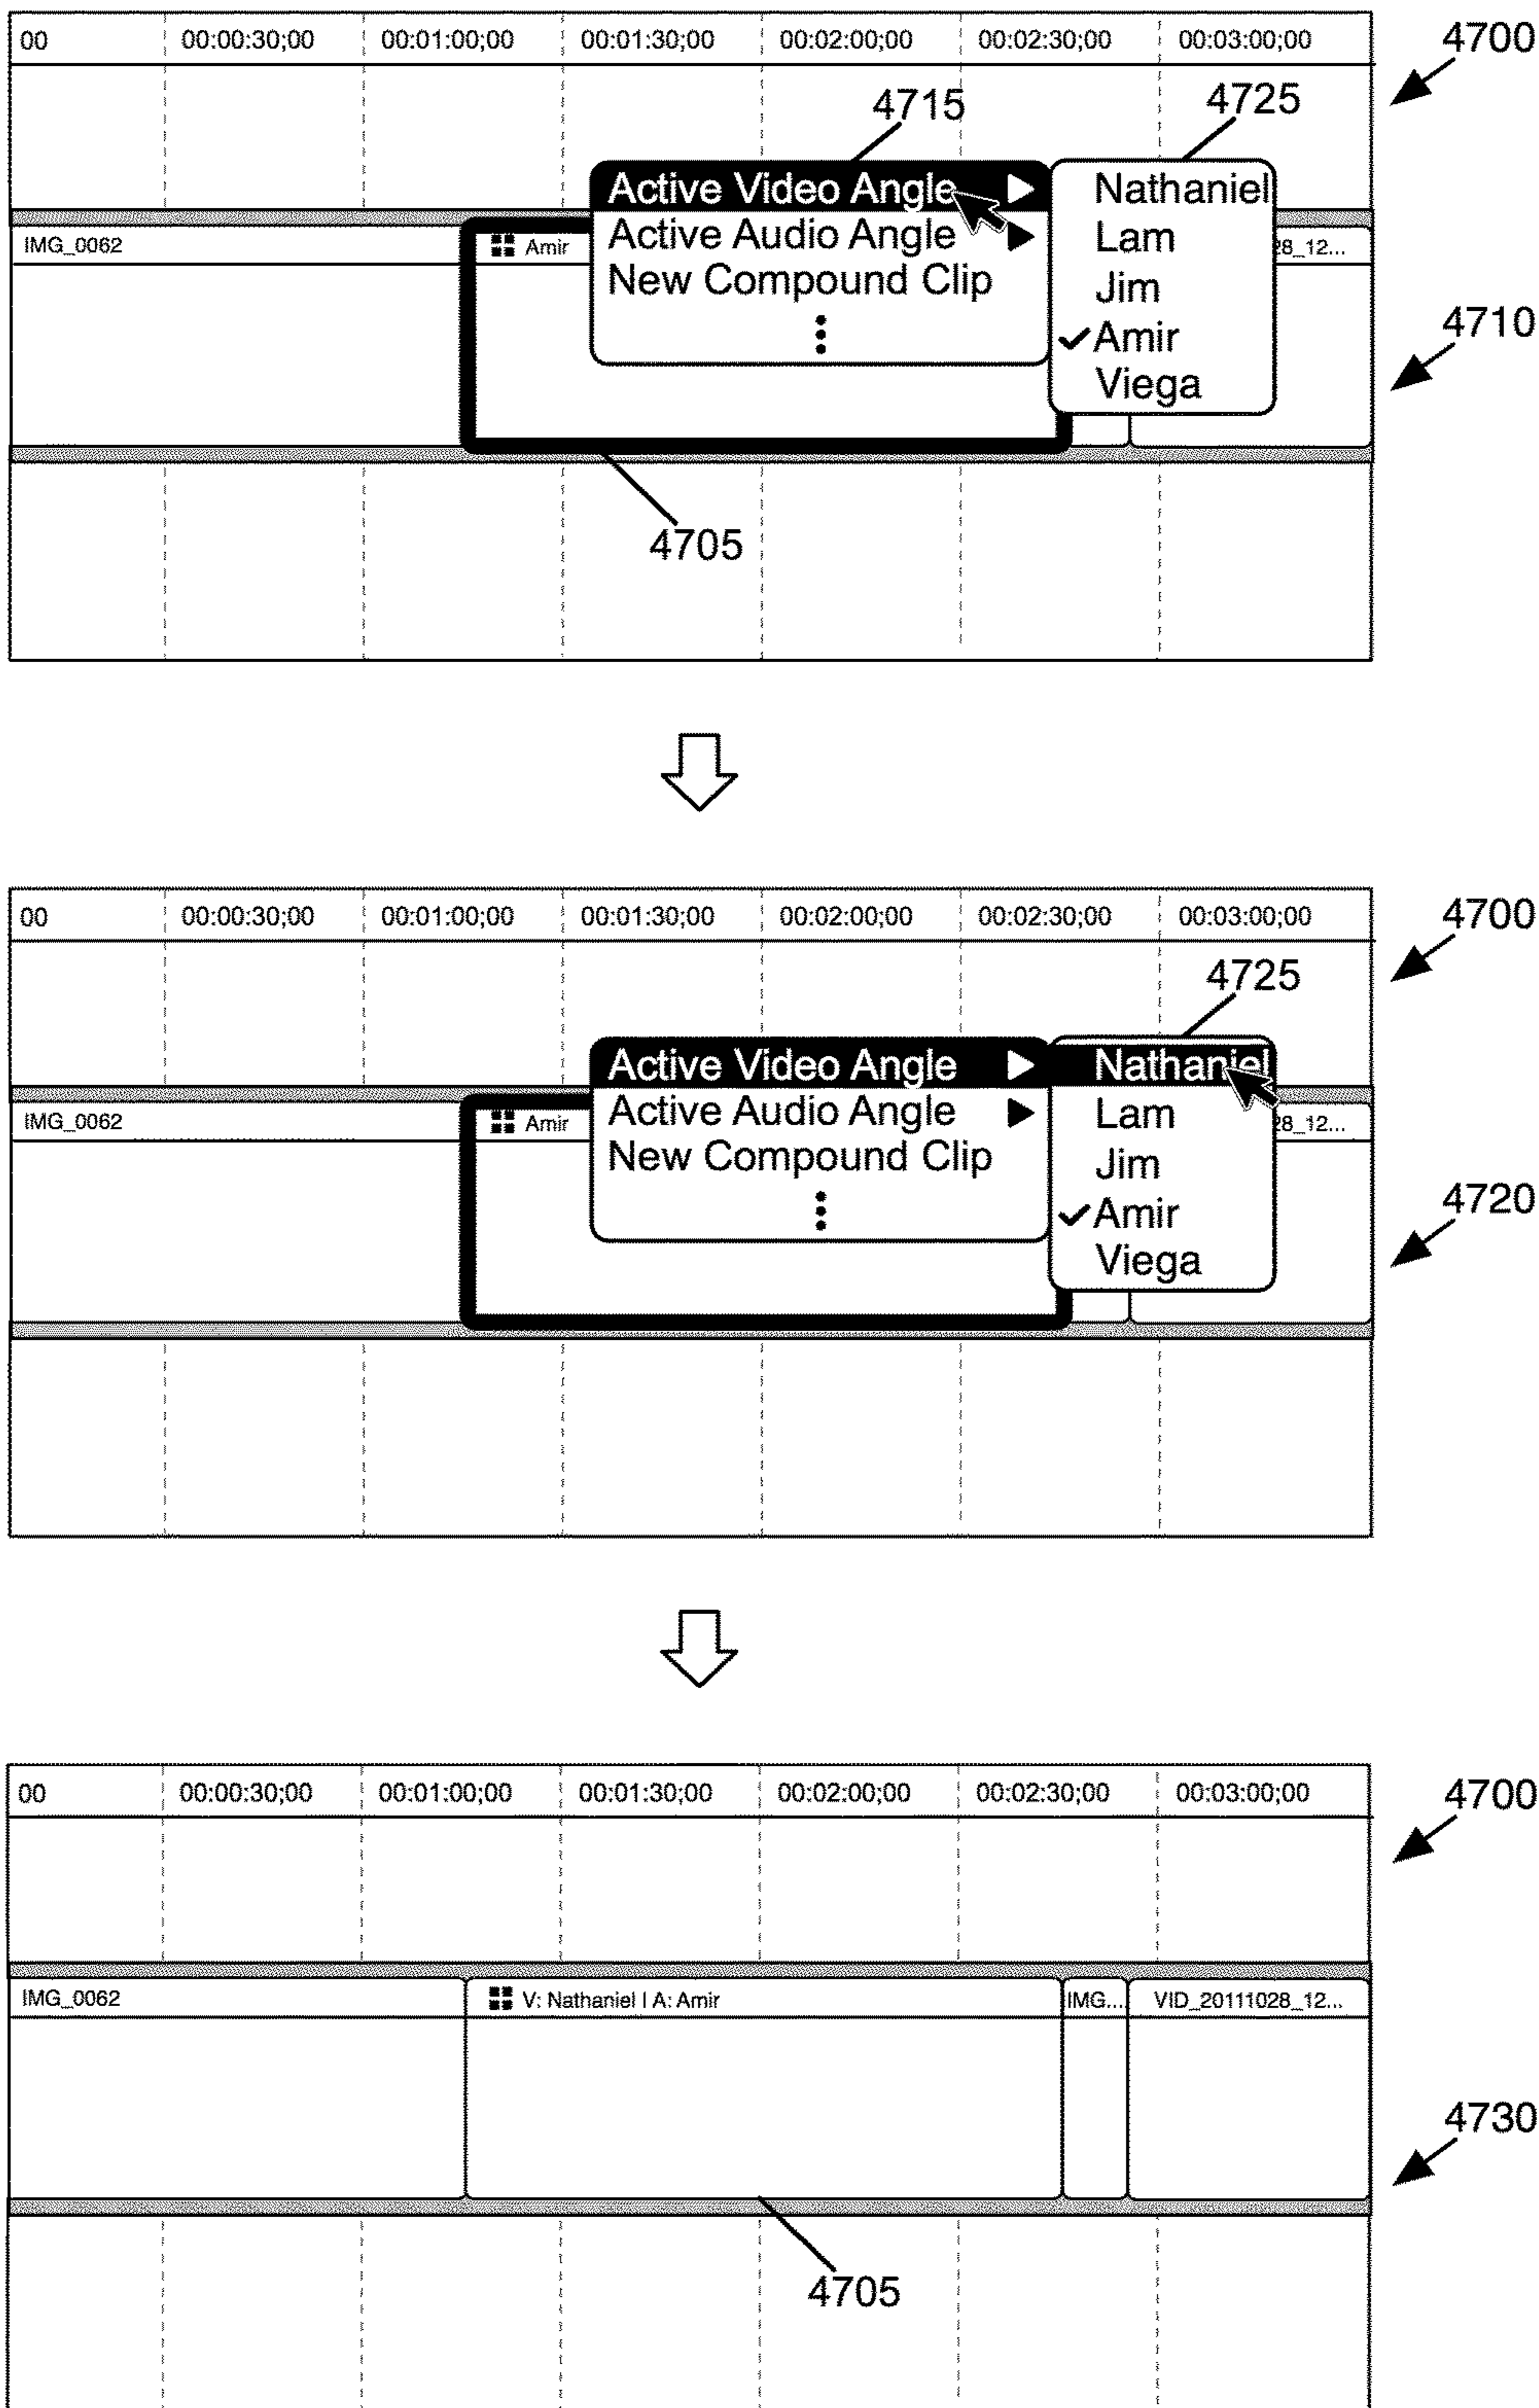 00 00:00:30;00 00:01:00;00 00:01:30;00 00:02:00;00 00:02:30;00 00:03:00;00 4700
4715 4725
Active Video Angle Nathaniel
IMG_0062 Amir Active Audio Angle Lam 28_12...
New Compound Clip Jim
Amir 4710
Viega
4705
00 00:00:30;00 00:01:00;00 00:01:30;00 00:02:00;00 00:02:30;00 00:03:00;00 4700
4725
Active Video Angle Nathaniel
IMG_0062 Amir Active Audio Angle Lam 28_12...
New Compound Clip Jim
Amir 4720
Viega
00 00:00:30;00 00:01:00;00 00:01:30;00 00:02:00;00 00:02:30;00 00:03:00;00 4700
IMG_0062 V: Nathaniel | A: Amir IMG... VID_20111028_12...
4730
4705